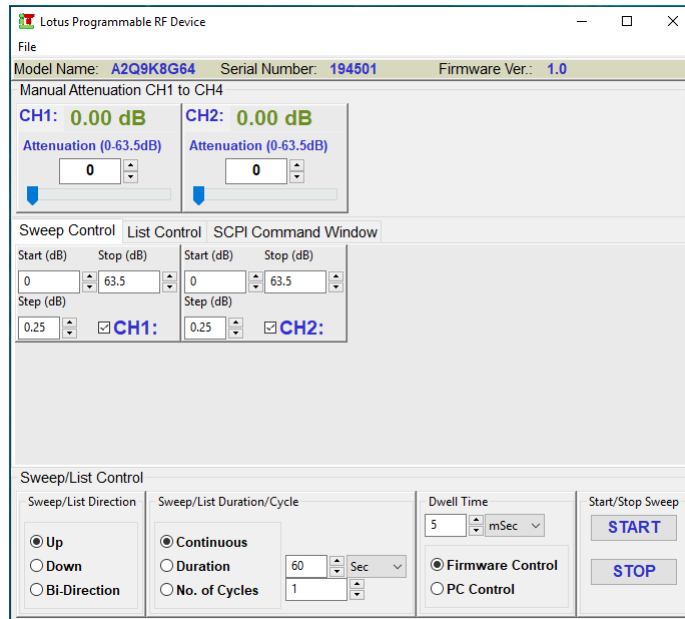 Lotus Programmable RF Device
File
Model Name: A2Q9K8G64 Serial Number: 194501 Firmware Ver.: 1.0
Manual Attenuation CH1 to CH4
CH1: 0.00 dB CH2: 0.00 dB
Attenuation (0-63.5dB) Attenuation (0-63.5dB)
0 0
Sweep Control List Control SCPI Command Window
Start (dB) Stop (dB) Start (dB) Stop (dB)
0 63.5 0 63.5
Step (dB) Step (dB)
0.25 CH1: 0.25 CH2:
Sweep/List Control
Sweep/List Direction Sweep/List Duration/Cycle Dwell Time Start/Stop Sweep
5 mSec START
Up Continuous
Down Duration 60 Sec Firmware Control STOP
Bi-Direction No. of Cycles 1 PC Control